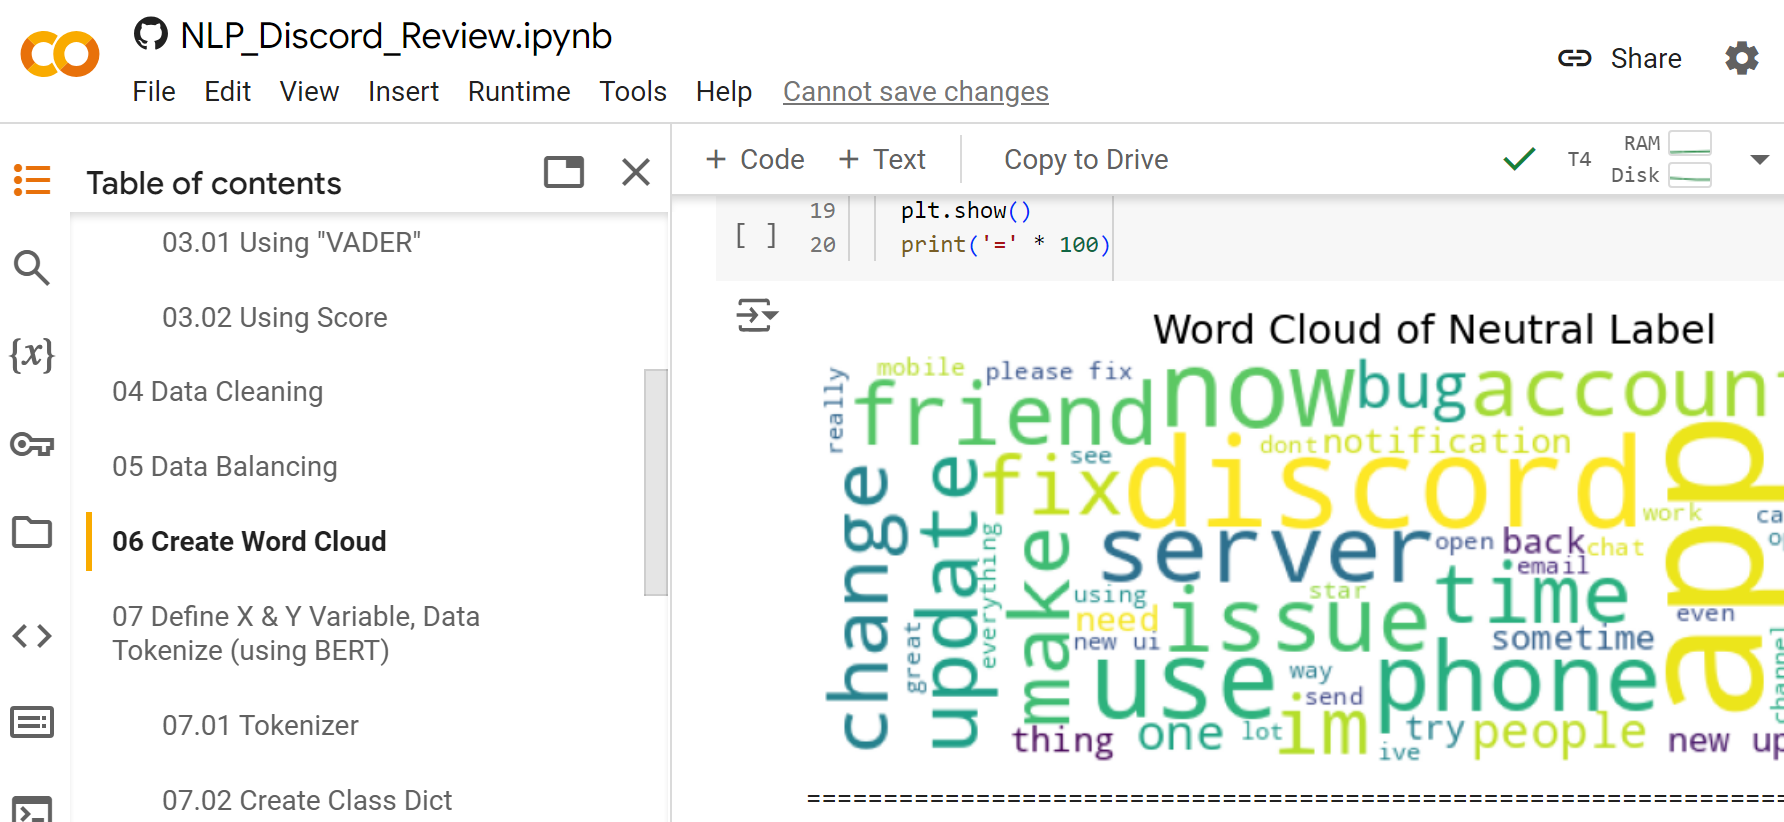 NLP_Discord_Review.ipynb
File Edit View Insert Runtime Tools Help Cannot save changes
Share
Table of contents
03.01 Using "VADER"
03.02 Using Score
04 Data Cleaning
05 Data Balancing
06 Create Word Cloud
07 Define X & Y Variable, Data
Tokenize (using BERT)
07.01 Tokenizer
07.02 Create Class Dict
+ Code + Text Copy to Drive
T4
RAM
Disk
19 plt.show()
[ ]
20 print('=' * 100)
Word Cloud of Neutral Label
really
mobile
please fix
friend
now
bug
accoun
dont
notification
see
change
update
fix
discord
app
work
ca
everything
make
server
open
back
chat
email
using
star
time
need
issue
even
new ui
great
sometime
use
way
phone
send
channel
thing
one
lot
im
ive
try
people
new up
====================================================================================================